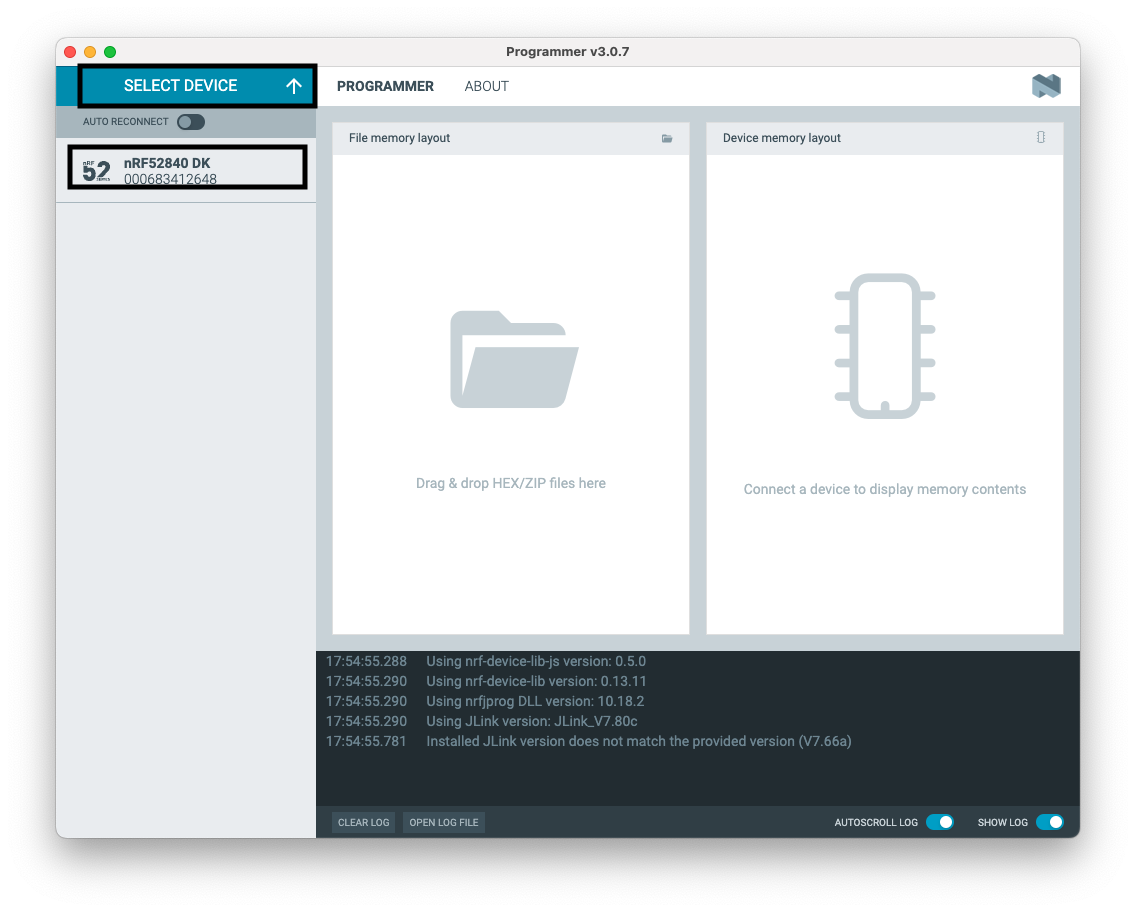 Programmer v3.0.7
SELECT DEVICE
PROGRAMMER
ABOUT
AUTO RECONNECT
nRF
52
SERIES
nRF52840 DK
000683412648
File memory layout
Device memory layout
Drag & drop HEX/ZIP files here
Connect a device to display memory contents
17:54:55.288 Using nrf-device-lib-js version: 0.5.0
17:54:55.290 Using nrf-device-lib version: 0.13.11
17:54:55.290 Using nrfjprog DLL version: 10.18.2
17:54:55.290 Using JLink version: JLink_V7.80c
17:54:55.781 Installed JLink version does not match the provided version (V7.66a)
CLEAR LOG
OPEN LOG FILE
AUTOSCROLL LOG
SHOW LOG